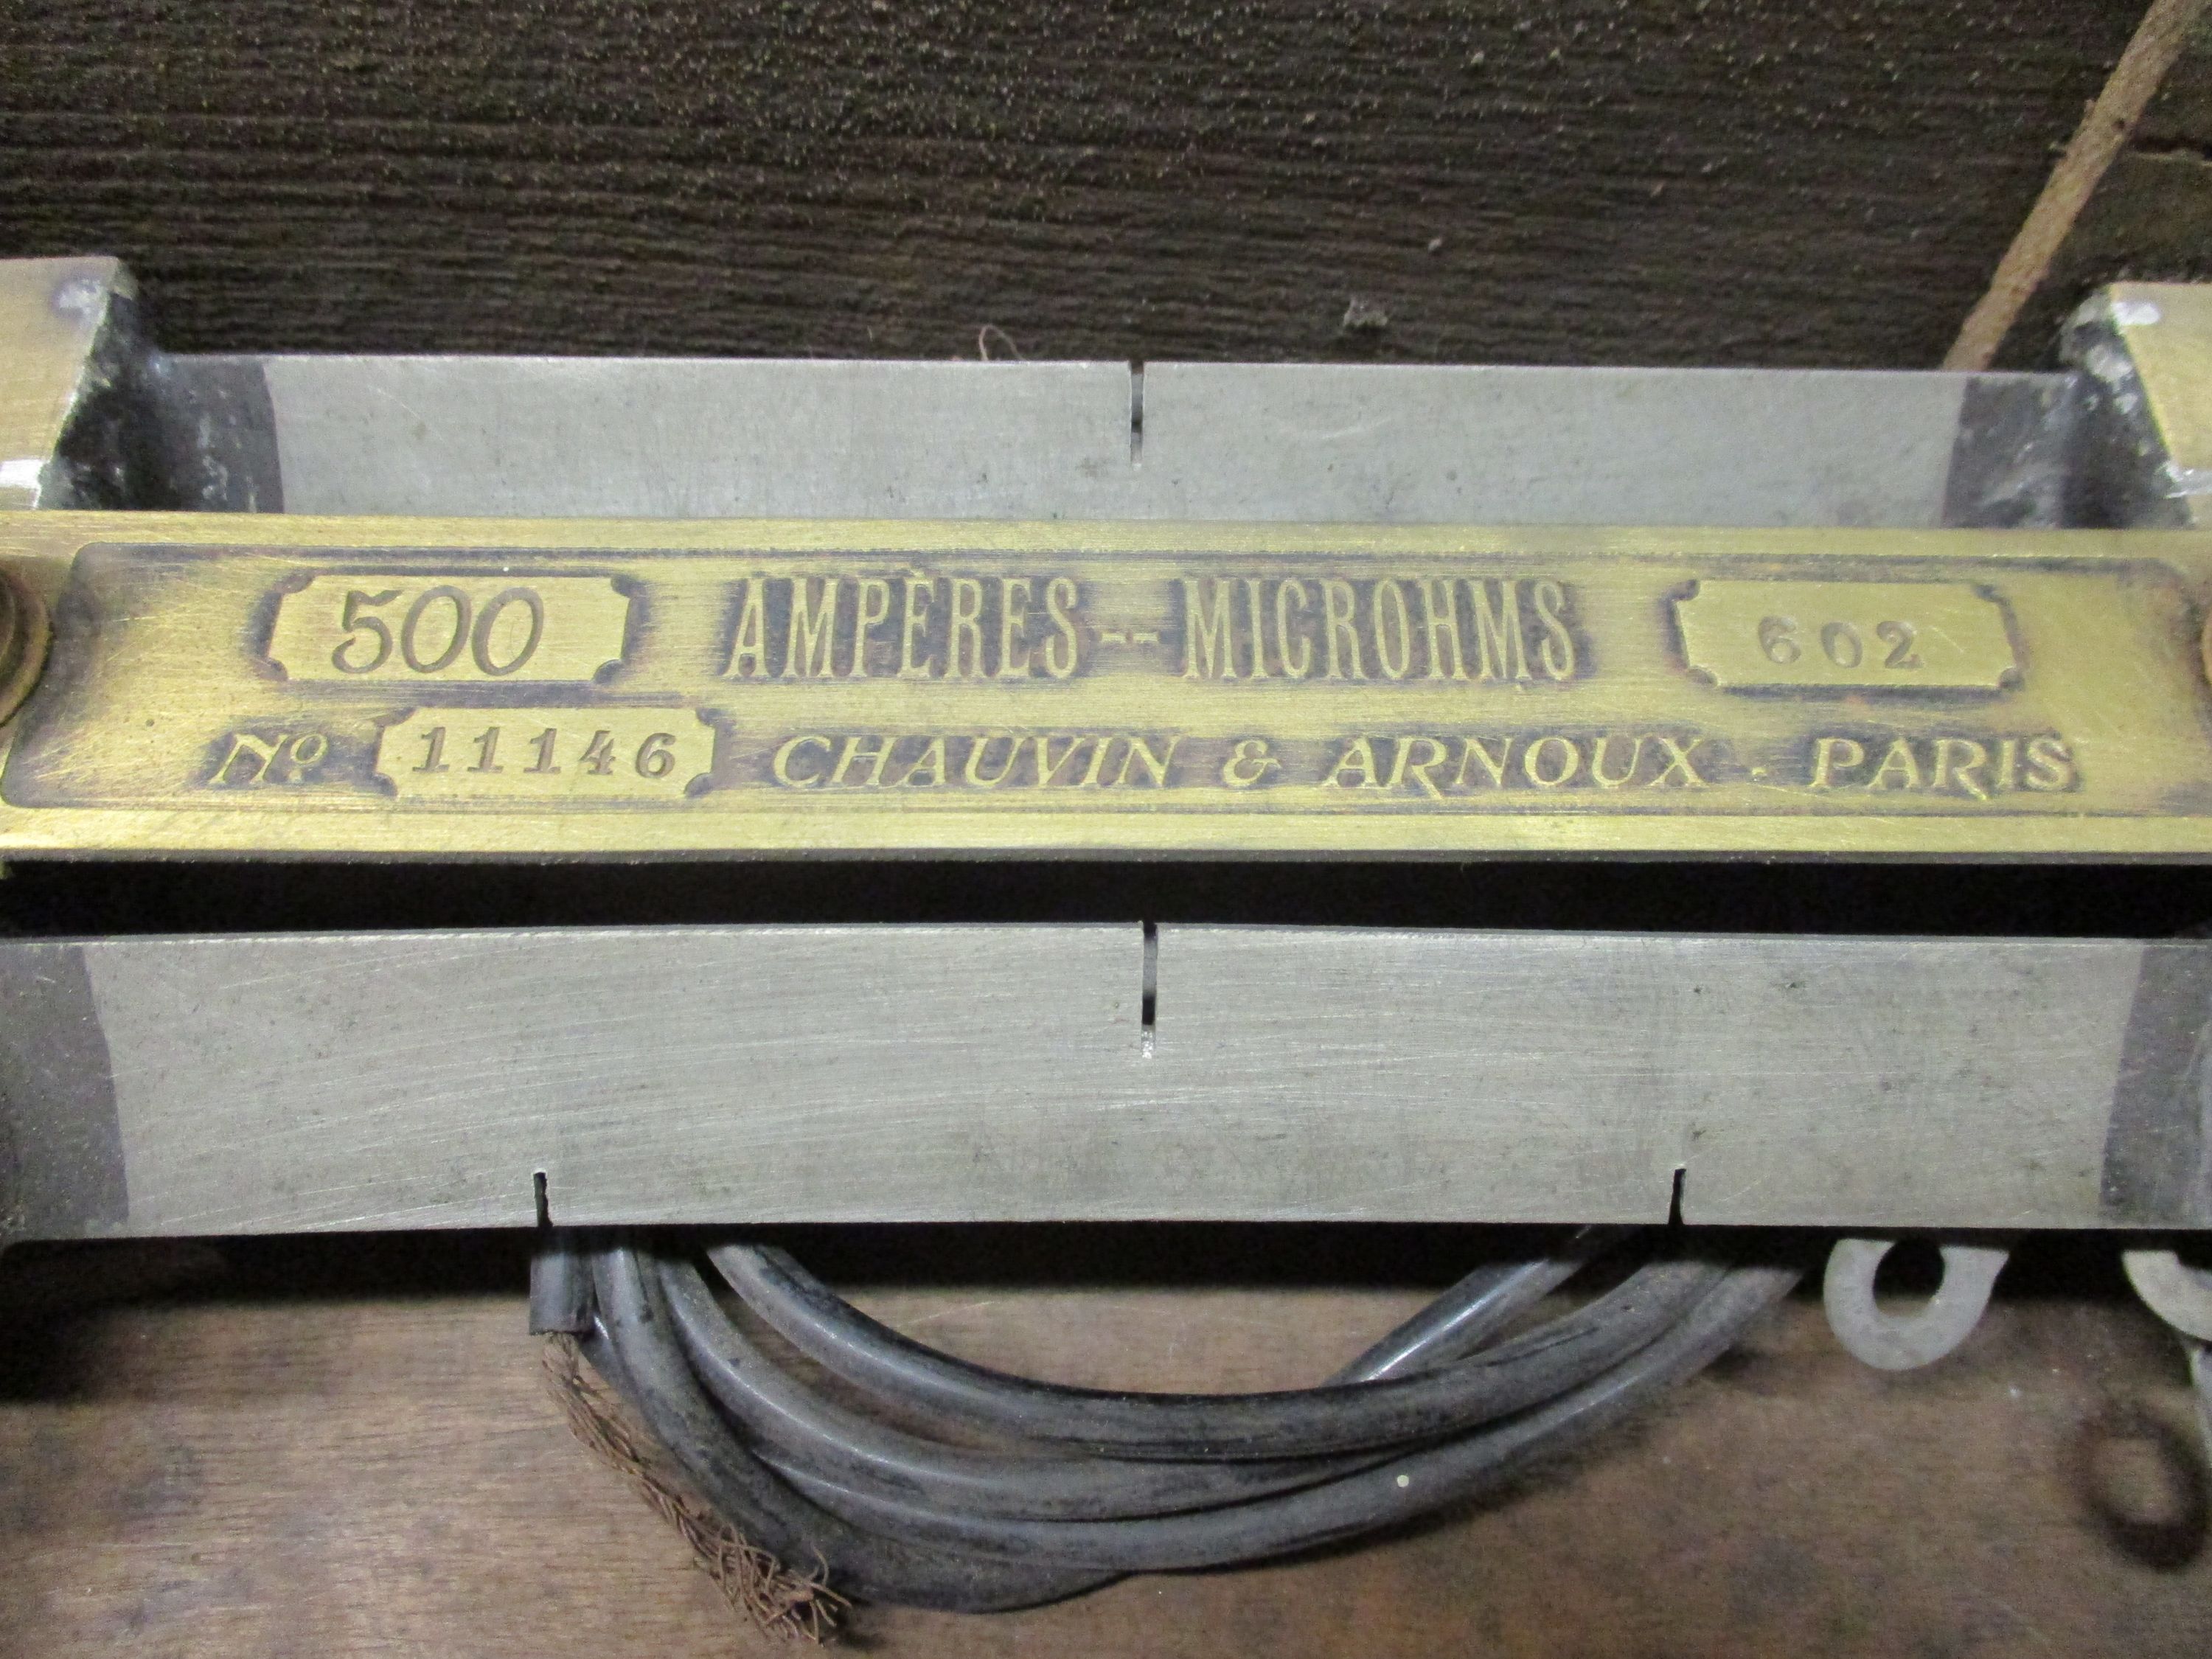 500 AMPÈRES -- MICROHMS 602
No 11146 CHAUVIN & ARNOUX . PARIS